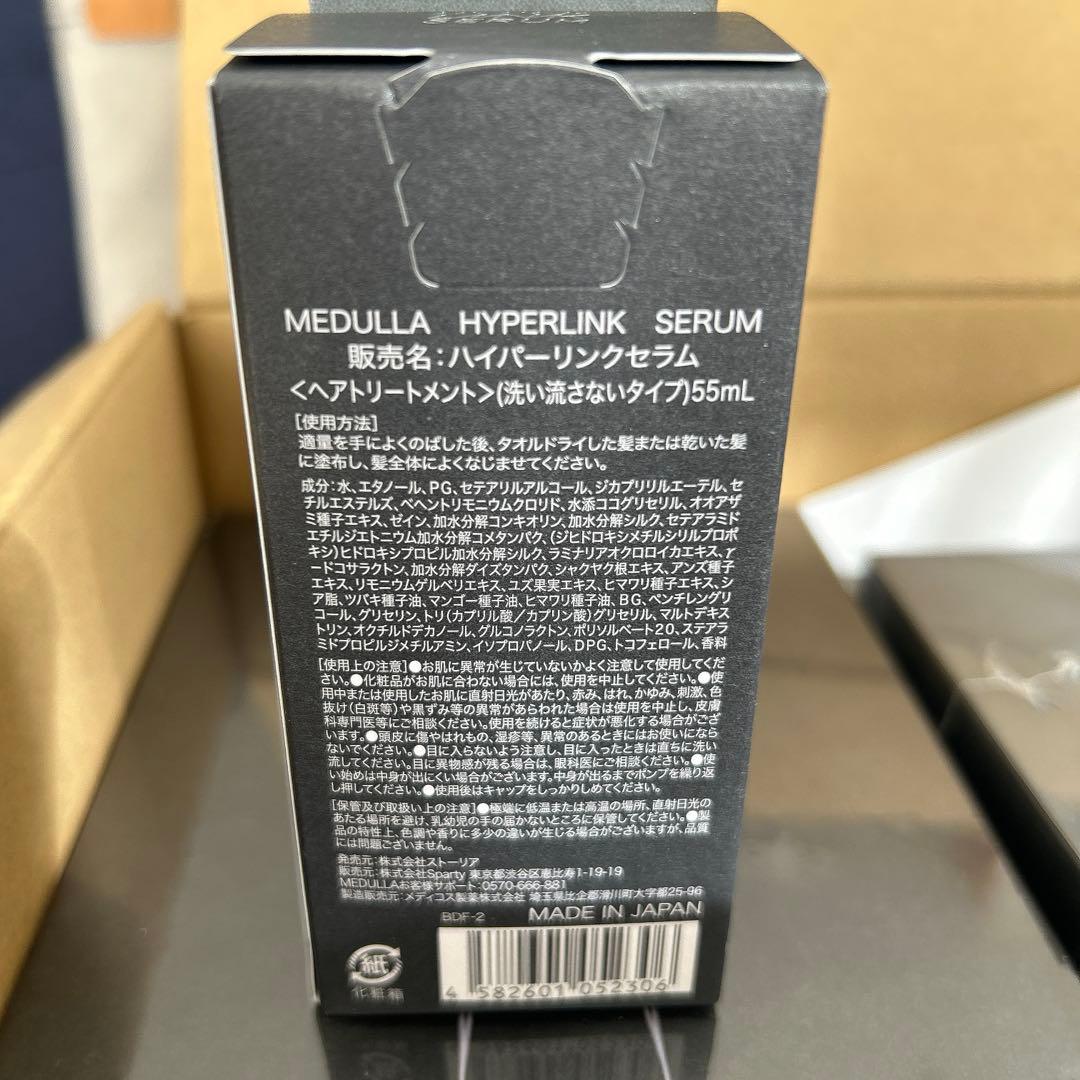 SERUM
MEDULLA HYPERLINK SERUM
販売名:ハイパーリンクセラム
<ヘアトリートメント>(洗い流さないタイプ)55mL
[使用方法]
適量を手によくのばした後、タオルドライした髪または乾いた髪
に塗布し、髪全体によくなじませてください。
成分:水、エタノール、PG、セテアリルアルコール、ジカプリリルエーテル、セ
チルエステルズ、ベヘントリモニウムクロリド、水添ココグリセリル、オオアザ
ミ種子エキス、ゼイン、加水分解コンキオリン、加水分解シルク、セテアラミド
エチルジエトニウム加水分解コメタンパク、(ジヒドロキシメチルシリルプロポ
キシ)ヒドロキシプロピル加水分解シルク、ラミナリアオクロロイカエキス、γ
ードコサラクトン、加水分解ダイズタンパク、シャクヤク根エキス、アンズ種子
エキス、リモニウムゲルベリエキス、ユズ果実エキス、ヒマワリ種子エキス、シ
ア脂、ツバキ種子油、マンゴー種子油、ヒマワリ種子油、BG、ペンチレングリ
コール、グリセリン、トリ(カプリル酸/カプリン酸)グリセリル、マルトデキス
トリン、オクチルドデカノール、グルコノラクトン、ポリソルベート20、ステアラ
ミドプロピルジメチルアミン、イソプロパノール、DPG、トコフェロール、香料
[使用上の注意]●お肌に異常が生じていないかよく注意して使用してくだ
さい。●化粧品がお肌に合わない場合には、使用を中止してください。●使
用中または使用したお肌に直射日光があたり、赤み、はれ、かゆみ、刺激、色
抜け(白斑等)や黒ずみ等の異常があらわれた場合は使用を中止し、皮膚
科専門医等にご相談ください。使用を続けると症状が悪化する場合がござ
います。●頭皮に傷やはれもの、湿疹等、異常のあるときにはお使いになら
ないでください。●目に入らないよう注意し、目に入ったときは直ちに洗い
流してください。目に異物感が残る場合は、眼科医にご相談ください。●使
い始めは中身が出にくい場合がございます。中身が出るまでポンプを繰り返
し押してください。●使用後はキャップをしっかりしめてください。
[保管及び取扱い上の注意]●極端に低温または高温の場所、直射日光の
あたる場所を避け、乳幼児の手の届かないところに保管してください。●製
品の特性上、色調や香りに多少の違いが生じる場合がございますが、品質
には問題ございません。
発売元:株式会社ストーリア
販売元:株式会社Sparty 東京都渋谷区恵比寿1-19-19
MEDULLAお客様サポート:0570-666-881
製造販売元:メディコス製薬株式会社 埼玉県比企郡滑川町大字都25-96
BDF-2 MADE IN JAPAN
紙
化粧箱
4 582601 052306